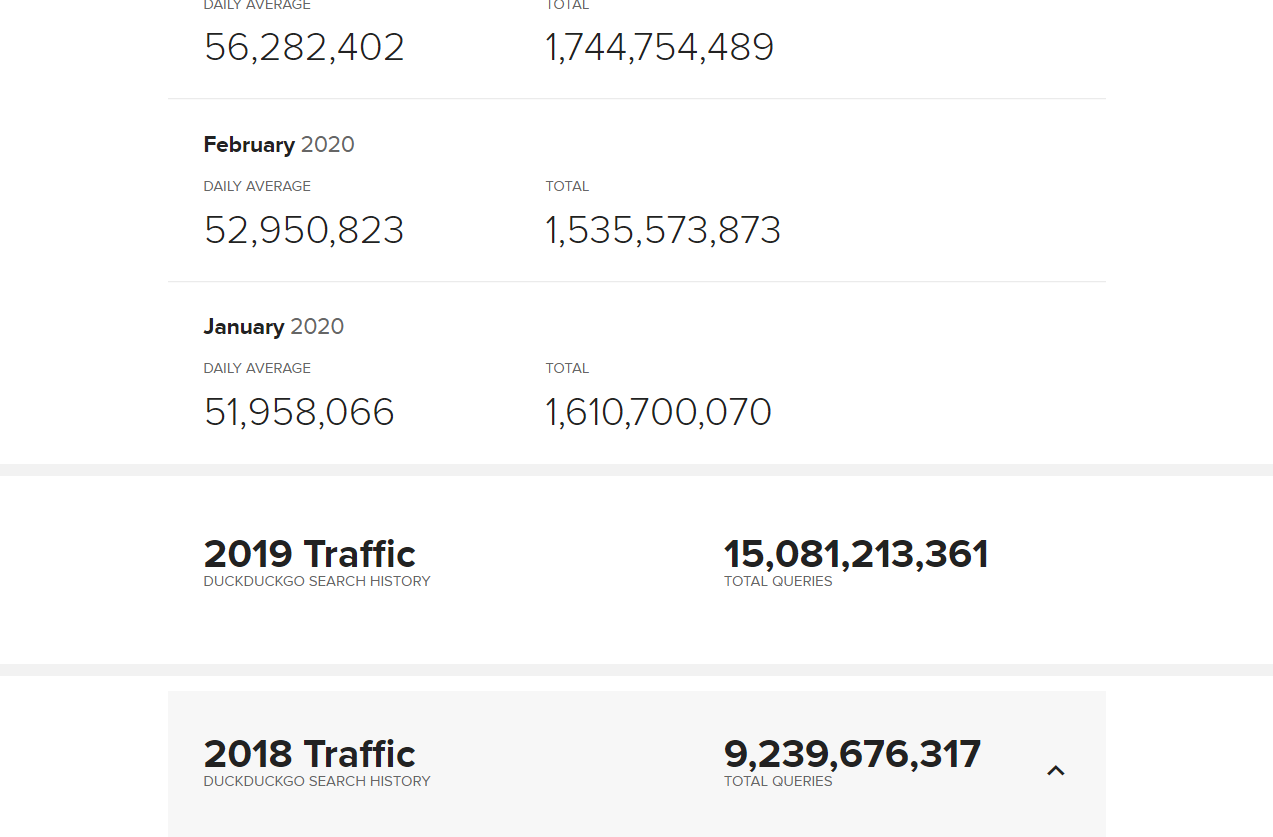 DAILY AVERAGE TOTAL
56,282,402 1,744,754,489
February 2020
DAILY AVERAGE TOTAL
52,950,823 1,535,573,873
January 2020
DAILY AVERAGE TOTAL
51,958,066 1,610,700,070
2019 Traffic 15,081,213,361
DUCKDUCKGO SEARCH HISTORY TOTAL QUERIES
2018 Traffic 9,239,676,317
DUCKDUCKGO SEARCH HISTORY TOTAL QUERIES